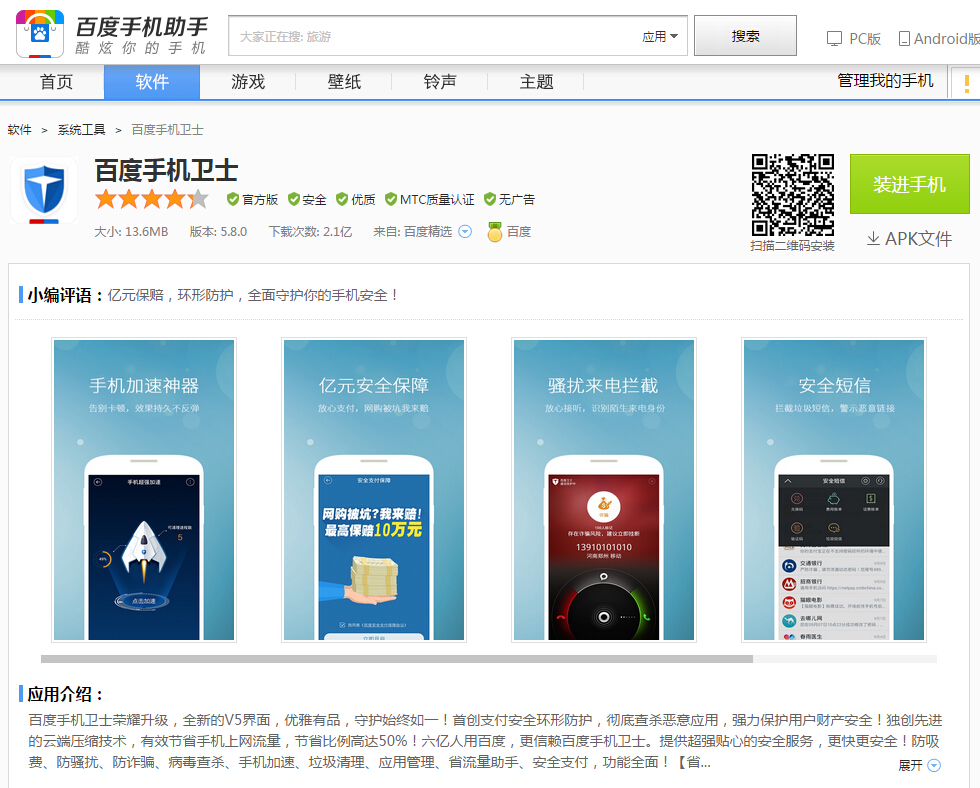 百度手机助手
酷炫你的手机
大家正在搜: 旅游
应用
搜索
PC版
Android版
首页
软件
游戏
壁纸
铃声
主题
管理我的手机
软件 > 系统工具 > 百度手机卫士
百度手机卫士
官方版 安全 优质 MTC质量认证 无广告
大小: 13.6MB 版本: 5.8.0 下载次数: 2.1亿 来自: 百度精选 百度
扫描二维码安装
装进手机
APK文件
小编评语：亿元保赔，环形防护，全面守护你的手机安全！
手机加速神器
告别卡顿，效果持久不反弹
手机超强加速
可清理进程数
5
点击加速
亿元安全保障
放心支付，网购被坑我来赔
安全支付保障
网购被坑?我来赔!
最高保赔10万元
骚扰来电拦截
放心接听，识别陌生来电身份
诈骗
存在诈骗风险，建议立即挂断
13910101010
河南郑州 移动
安全短信
拦截垃圾短信，警示恶意链接
安全短信
交通银行
招商银行
猫眼电影
去哪儿网
春雨医生
应用介绍：
百度手机卫士荣耀升级，全新的V5界面，优雅有品，守护始终如一！首创支付安全环形防护，彻底查杀恶意应用，强力保护用户财产安全！独创先进
的云端压缩技术，有效节省手机上网流量，节省比例高达50%！六亿人用百度，更信赖百度手机卫士。提供超强贴心的安全服务，更快更安全！防吸
费、防骚扰、防诈骗、病毒查杀、手机加速、垃圾清理、应用管理、省流量助手、安全支付，功能全面！【省...
展开